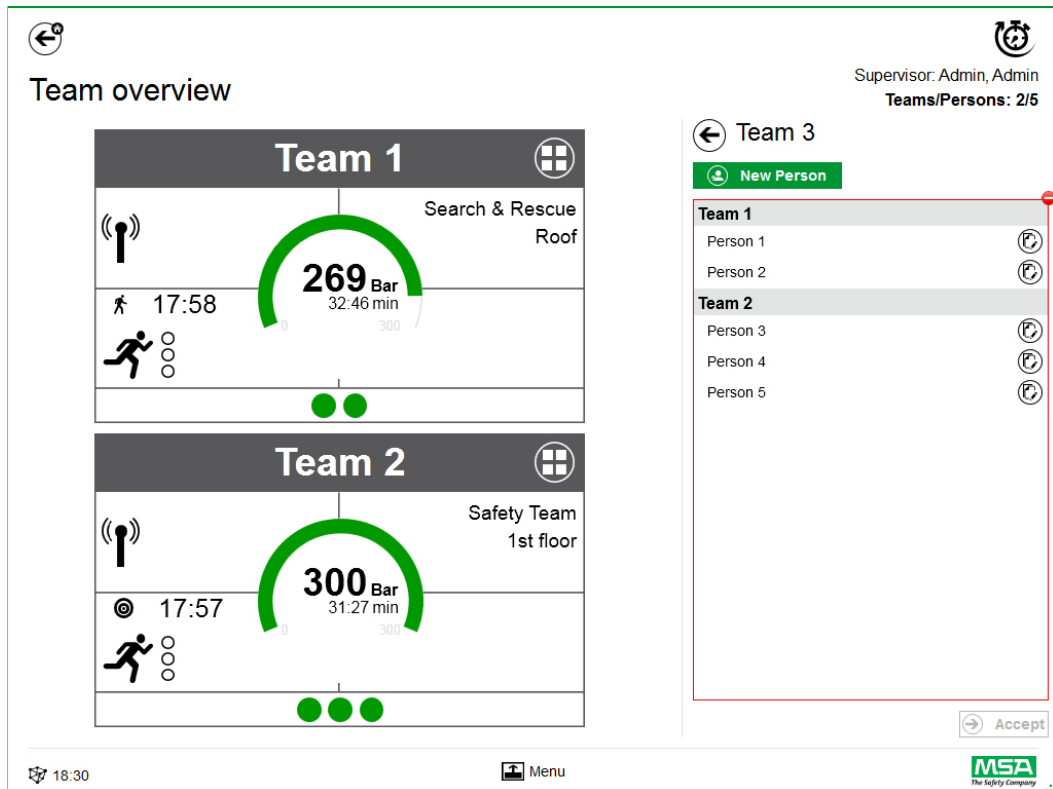 Supervisor: Admin, Admin
Team overview
Teams/Persons: 2/5
Team 1
Search & Rescue
Roof
269 Bar
32:46 min
0 300
17:58
Team 2
Safety Team
1st floor
300 Bar
31:27 min
0 300
17:57
Team 3
New Person
Team 1
Person 1
Person 2
Team 2
Person 3
Person 4
Person 5
Accept
18:30
Menu
MSA
The Safety Company